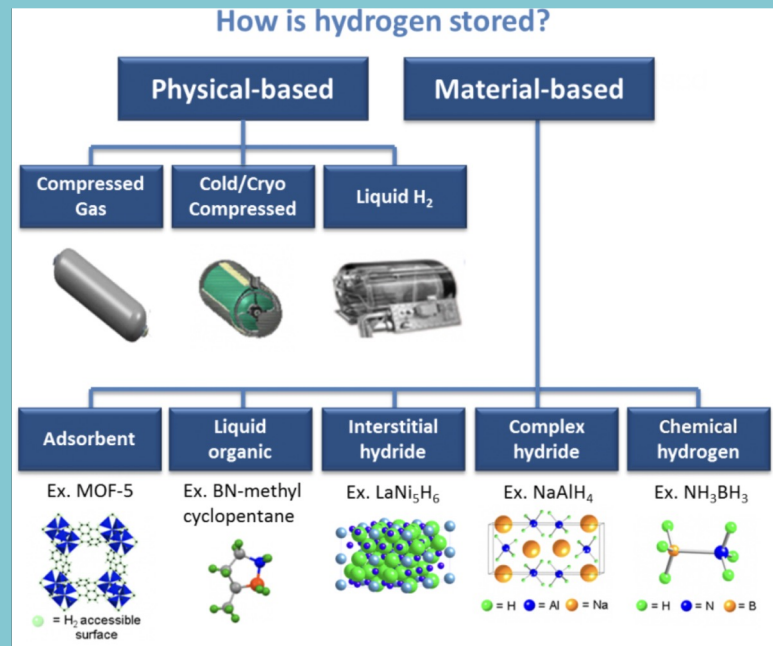 How is hydrogen stored?
Physical-based
Material-based
Compressed
Gas
Cold/Cryo
Compressed
Liquid H₂
Adsorbent
Liquid
organic
Interstitial
hydride
Complex
hydride
Chemical
hydrogen
Ex. MOF-5
Ex. BN-methyl
cyclopentane
Ex. LaNi₅H₆
Ex. NaAlH₄
Ex. NH₃BH₃
= H₂ accessible
surface
= H = Al = Na
= H = N = B